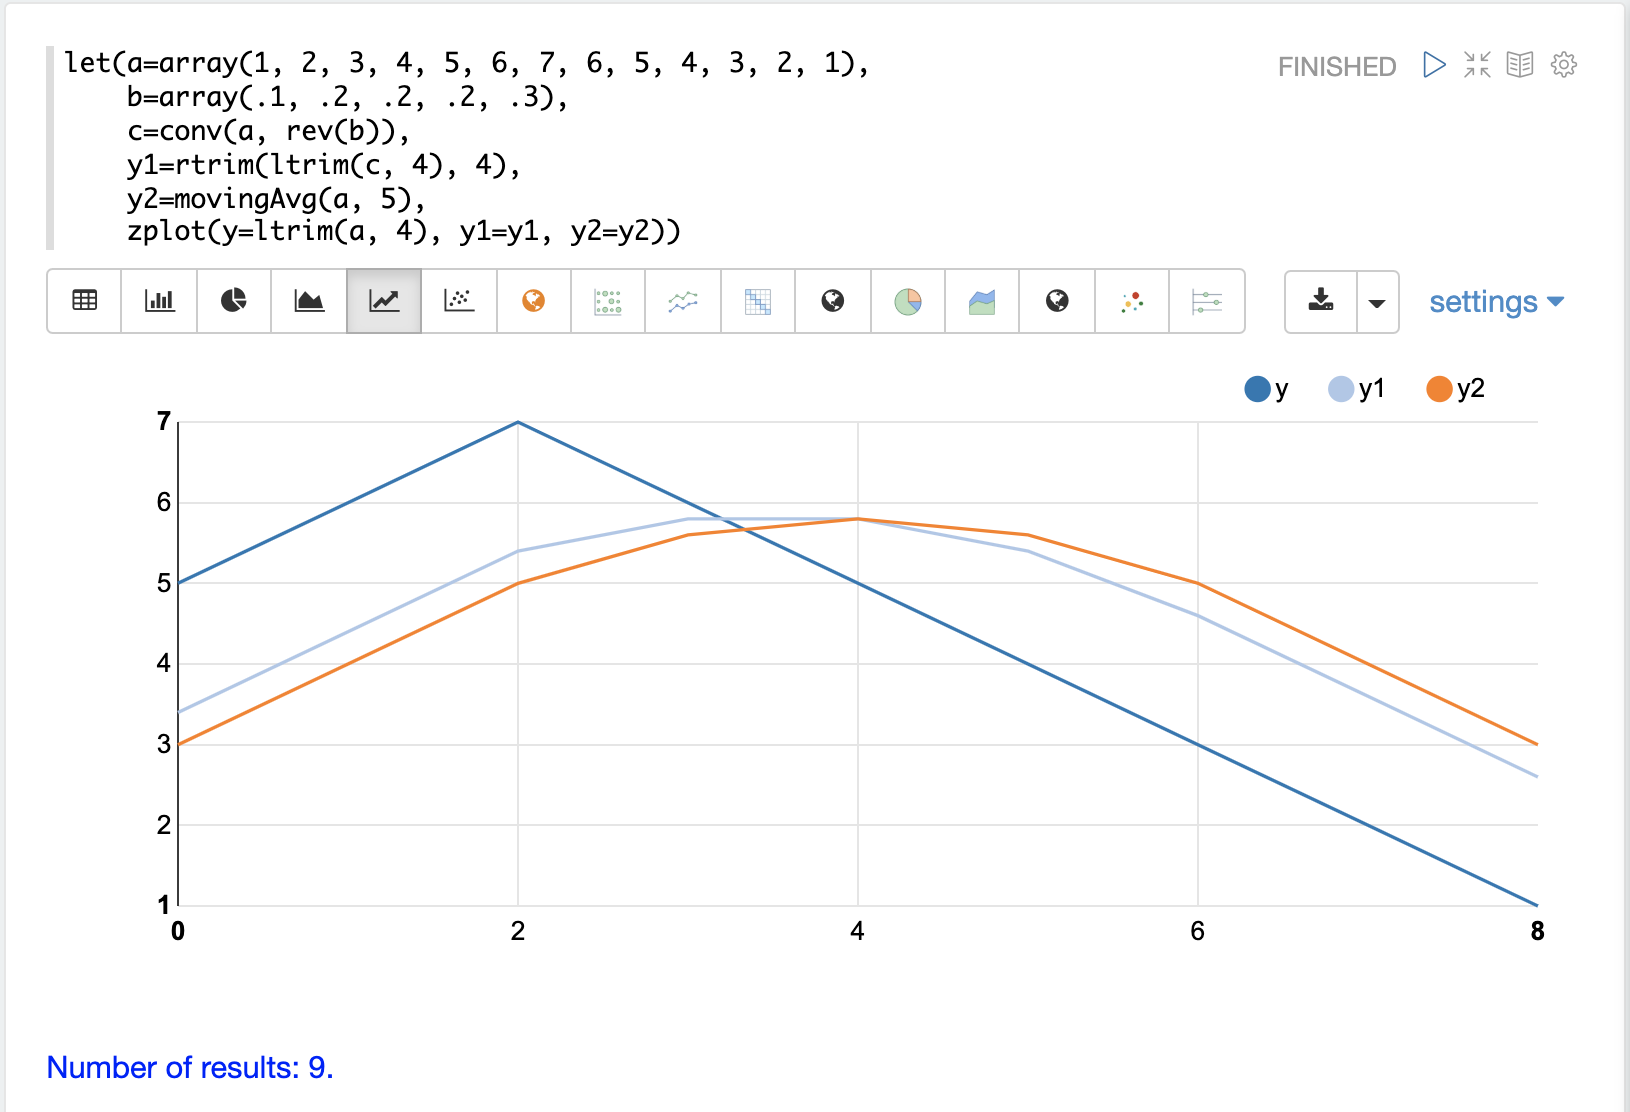 let(a=array(1, 2, 3, 4, 5, 6, 7, 6, 5, 4, 3, 2, 1),
    b=array(.1, .2, .2, .2, .3),
    c=conv(a, rev(b)),
    y1=rtrim(ltrim(c, 4), 4),
    y2=movingAvg(a, 5),
    zplot(y=ltrim(a, 4), y1=y1, y2=y2))
FINISHED
settings
y y1 y2
7
6
5
4
3
2
1
0 2 4 6 8
Number of results: 9.